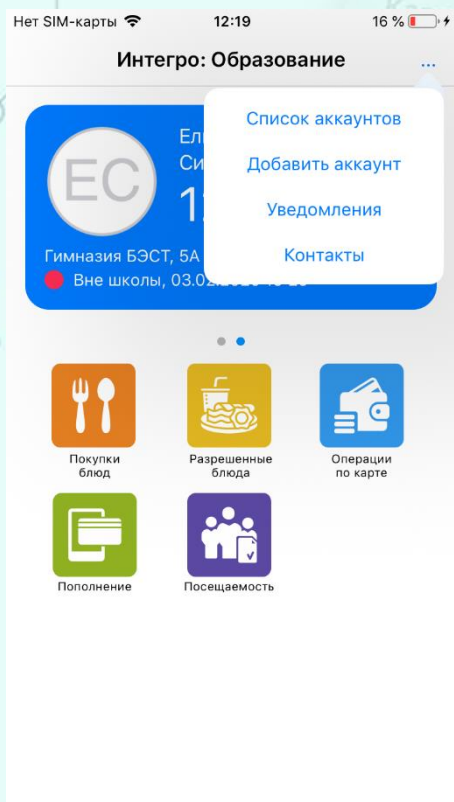 Нет SIM-карты 12:19 16 %
Интегро: Образование ...
Список аккаунтов
Добавить аккаунт
Уведомления
Контакты
ЕС
Гимназия БЭСТ, 5А
Вне школы,
Покупки
блюд
Разрешенные
блюда
Операции
по карте
Пополнение
Посещаемость